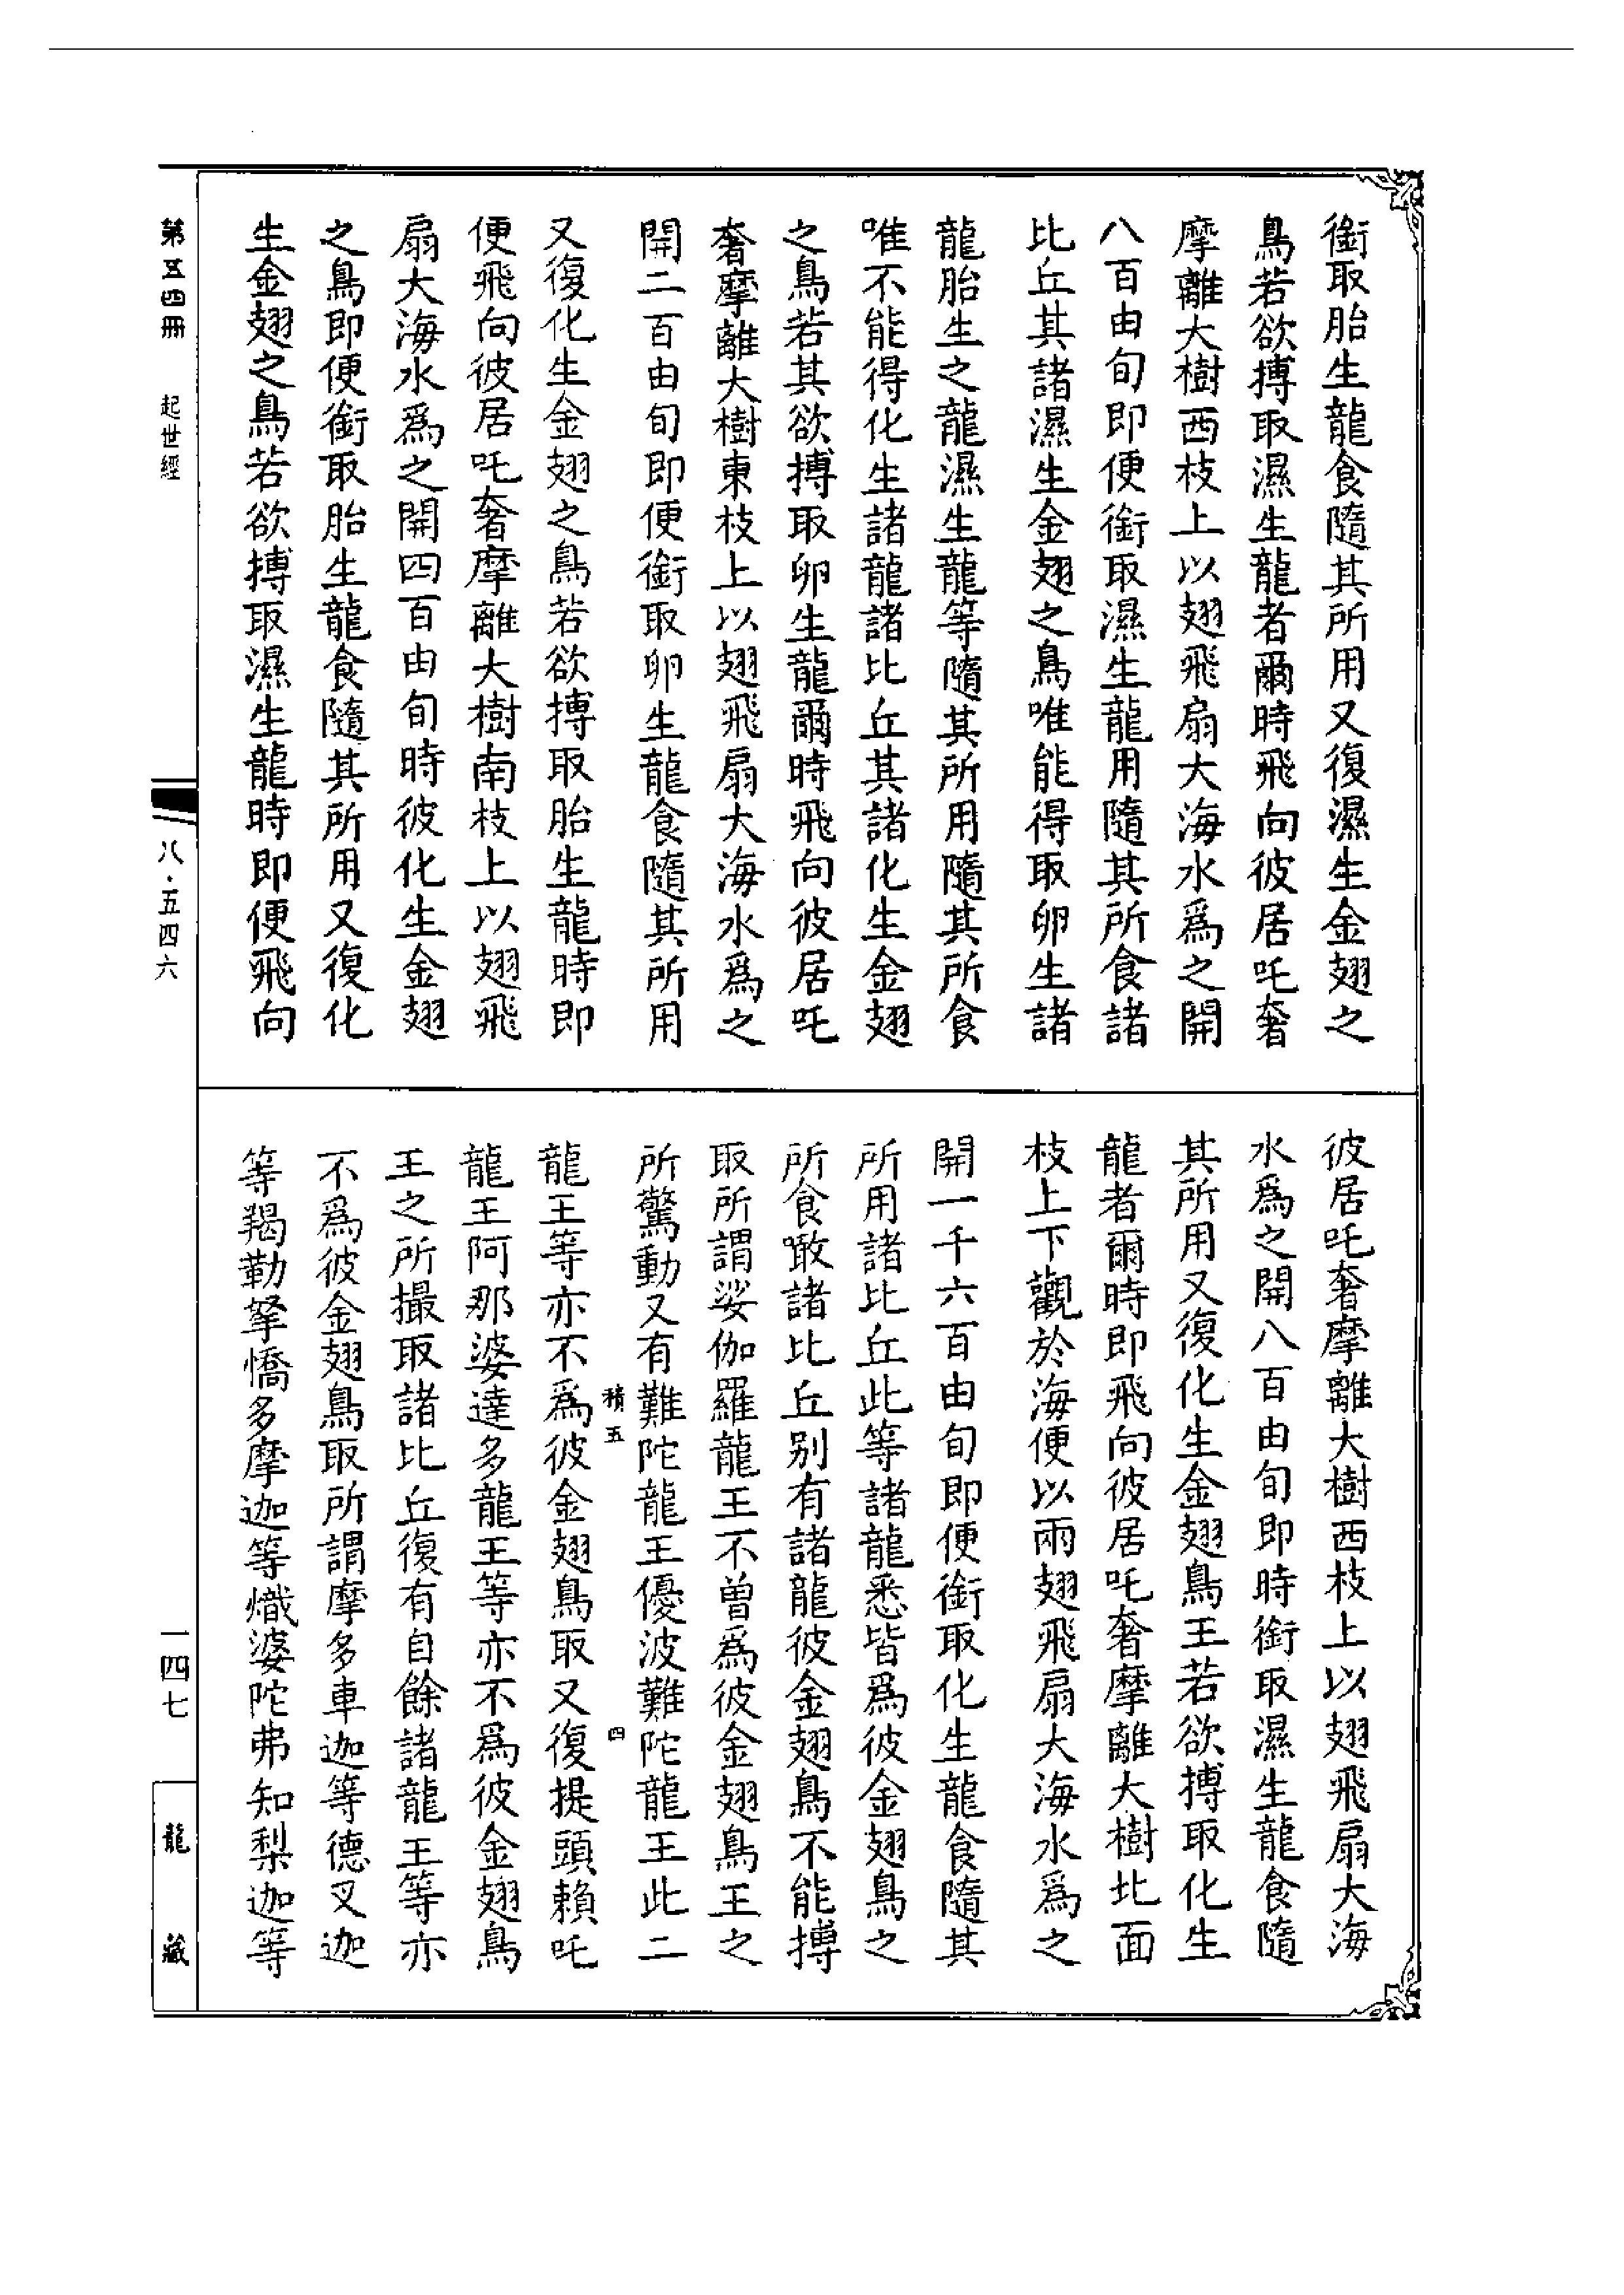 銜取胎生龍食隨其所用又復濕生金翅之
鳥若欲搏取濕生龍者爾時飛向彼居吒奢
摩離大樹西枝上以翅飛扇大海水爲之開
八百由旬即便銜取濕生龍用隨其所食諸
比丘其諸濕生金翅之鳥唯能得取卵生諸
龍胎生之龍濕生龍等隨其所用隨其所食
唯不能得化生諸龍諸比丘其諸化生金翅
之鳥若其欲搏取卵生龍爾時飛向彼居吒
奢摩離大樹東枝上以翅飛扇大海水爲之
開二百由旬即便銜取卵生龍食隨其所用
又復化生金翅之鳥若欲搏取胎生龍時即
便飛向彼居吒奢摩離大樹南枝上以翅飛
扇大海水爲之開四百由旬時彼化生金翅
之鳥即便銜取胎生龍食隨其所用又復化
生金翅之鳥若欲搏取濕生龍時即便飛向
彼居吒奢摩離大樹西枝上以翅飛扇大海
水爲之開八百由旬即時銜取濕生龍食隨
其所用又復化生金翅鳥王若欲搏取化生
龍者爾時即飛向彼居吒奢摩離大樹北面
枝上下觀於海便以兩翅飛扇大海水爲之
開一千六百由旬即便銜取化生龍食隨其
所用諸比丘此等諸龍悉皆爲彼金翅鳥之
所食噉諸比丘別有諸龍彼金翅鳥不能搏
取所謂娑伽羅龍王不曾爲彼金翅鳥王之
所驚動又有難陀龍王優波難陀龍王此二
積五 四
龍王等亦不爲彼金翅鳥取又復提頭賴吒
龍王阿那婆達多龍王等亦不爲彼金翅鳥
王之所撮取諸比丘復有自餘諸龍王等亦
不爲彼金翅鳥取所謂摩多車迦等德叉迦
等羯勒拏憍多摩迦等熾婆陀弗知梨迦等
第五四冊 起世經
八·五四六
一四七
龍藏